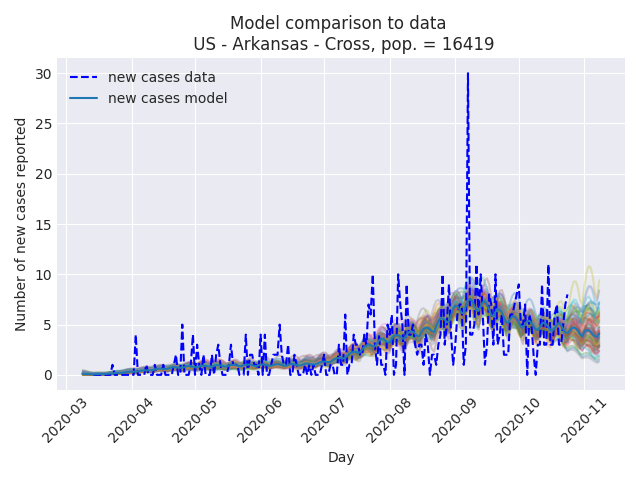 Model comparison to data
US - Arkansas - Cross, pop. = 16419
new cases data
new cases model
Number of new cases reported
30
25
20
15
10
5
0
2020-03
2020-04
2020-05
2020-06
2020-07
2020-08
2020-09
2020-10
2020-11
Day